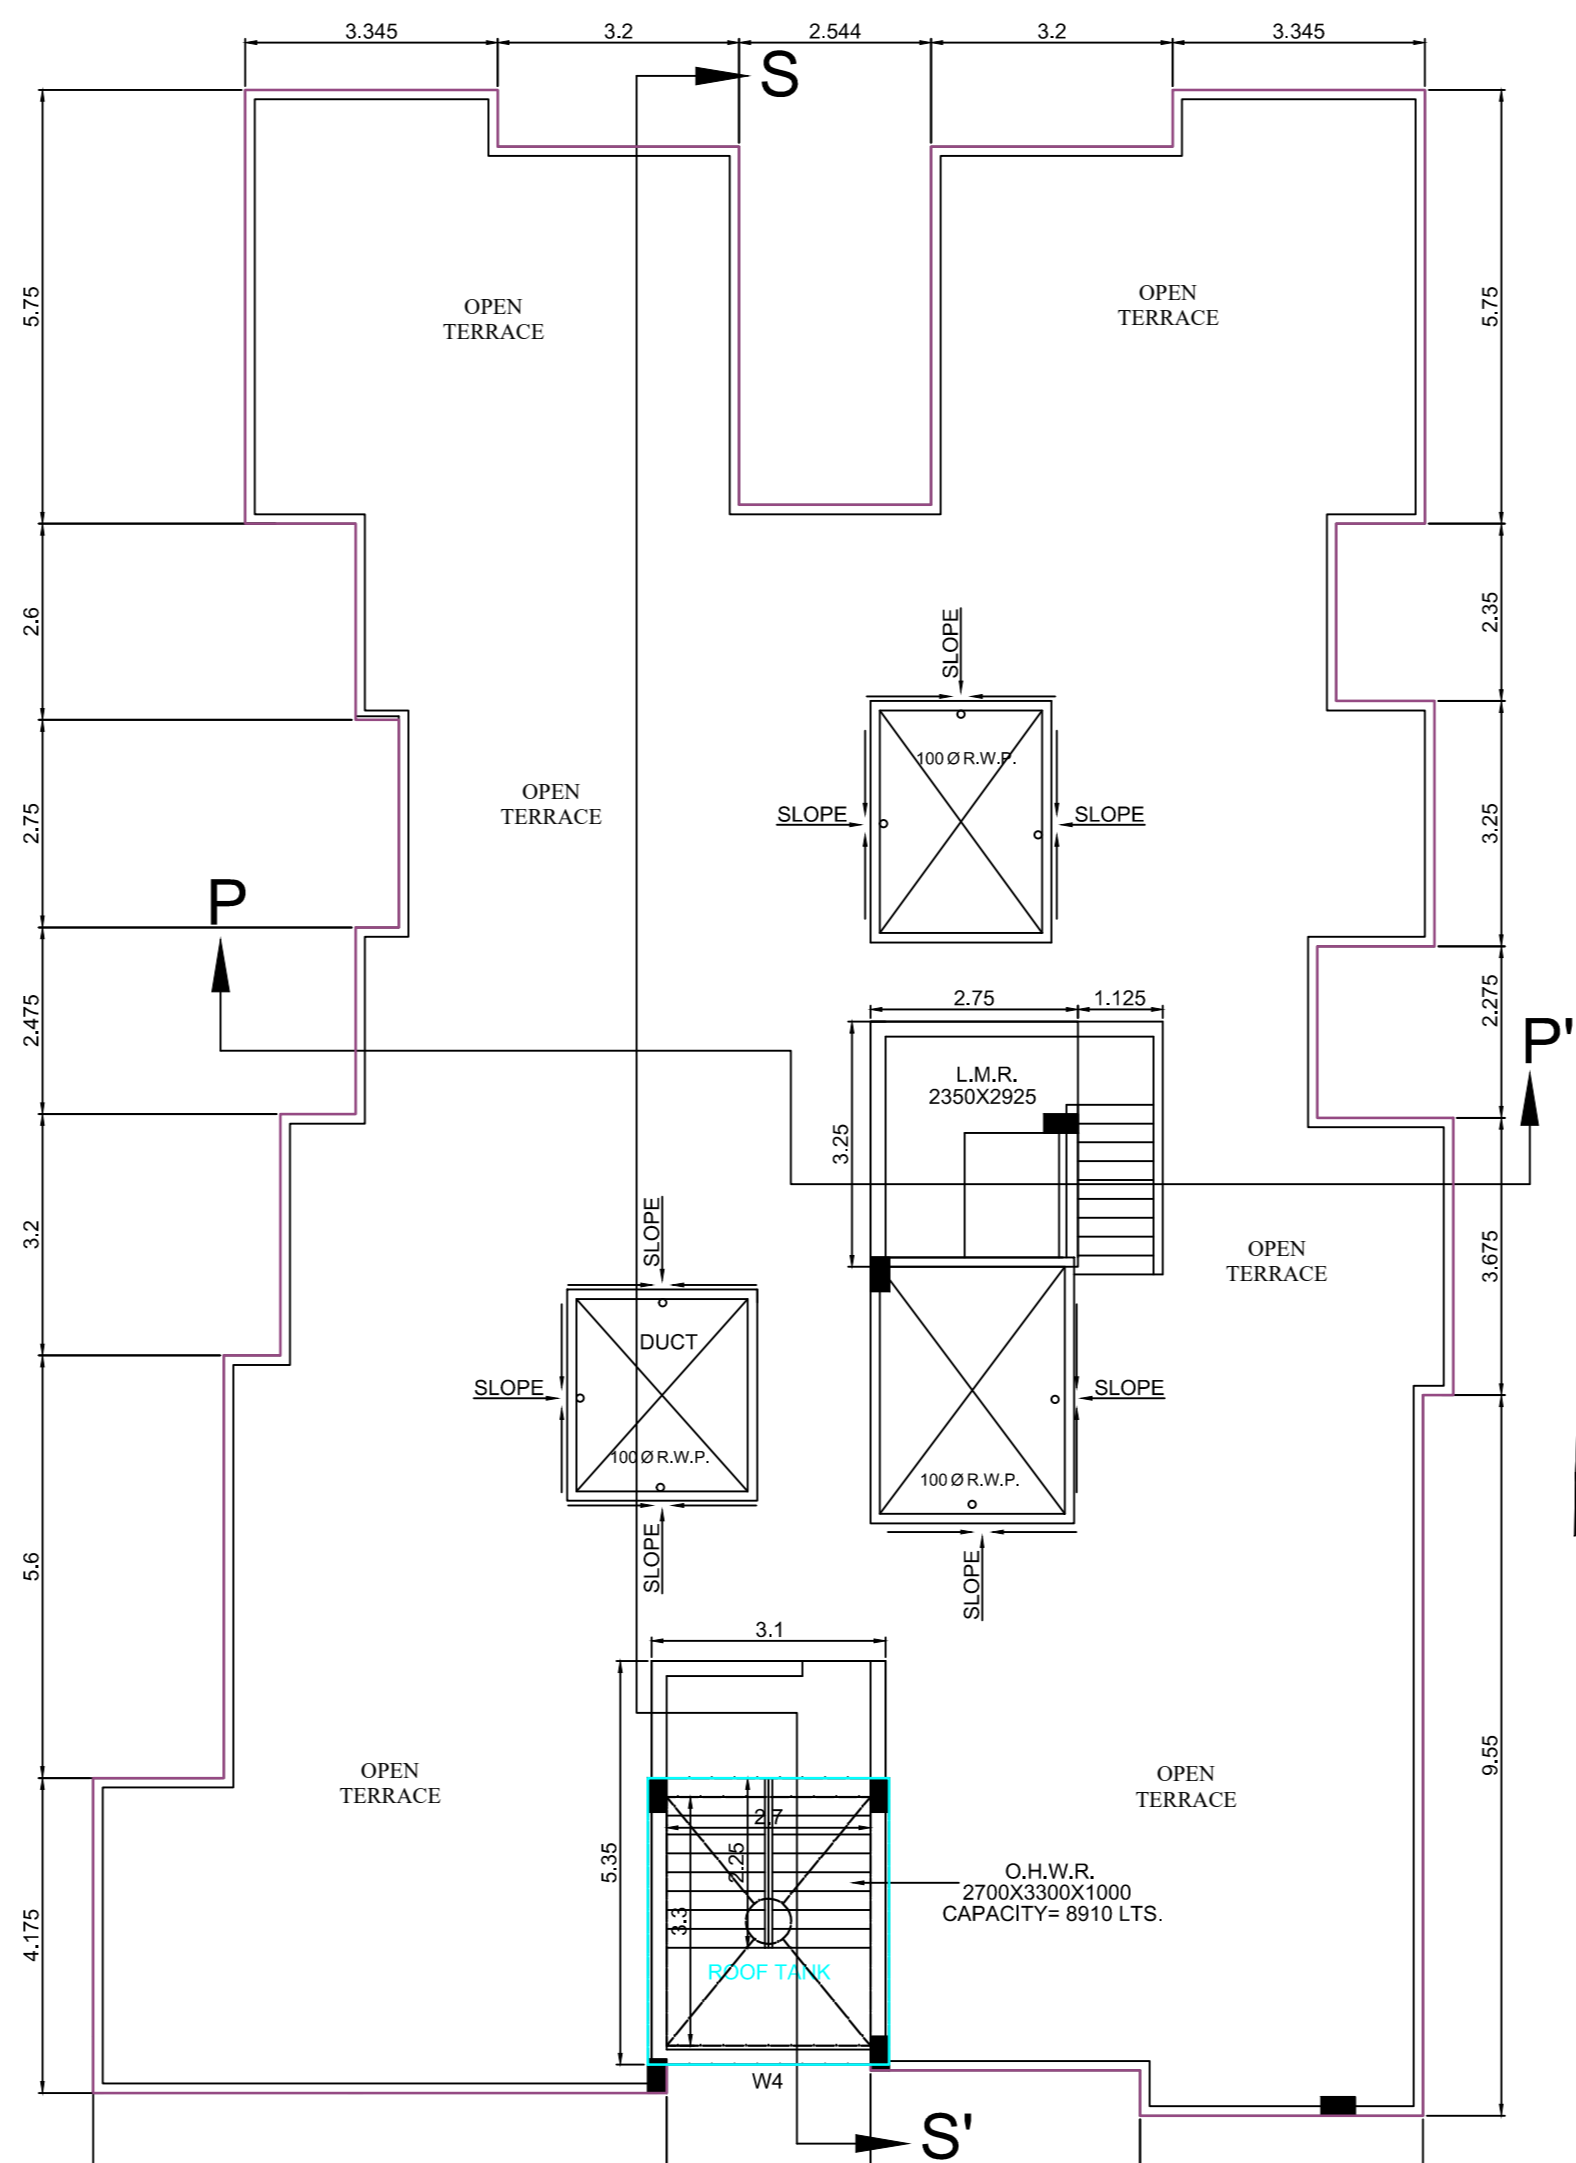 3.345
3.2
2.544
3.2
3.345
S
5.75
5.75
OPEN
TERRACE
OPEN
TERRACE
2.6
2.35
SLOPE
2.75
3.25
100 Ø R.W.P.
OPEN
TERRACE
SLOPE
SLOPE
P
2.475
2.275
2.75
1.125
P'
L.M.R.
2350X2925
3.25
3.2
3.675
SLOPE
OPEN
TERRACE
DUCT
SLOPE
SLOPE
100 Ø R.W.P.
100 Ø R.W.P.
SLOPE
SLOPE
5.6
3.1
9.55
OPEN
TERRACE
OPEN
TERRACE
2.7
2.25
5.35
3.3
O.H.W.R.
2700X3300X1000
CAPACITY= 8910 LTS.
4.175
ROOF TANK
W4
S'